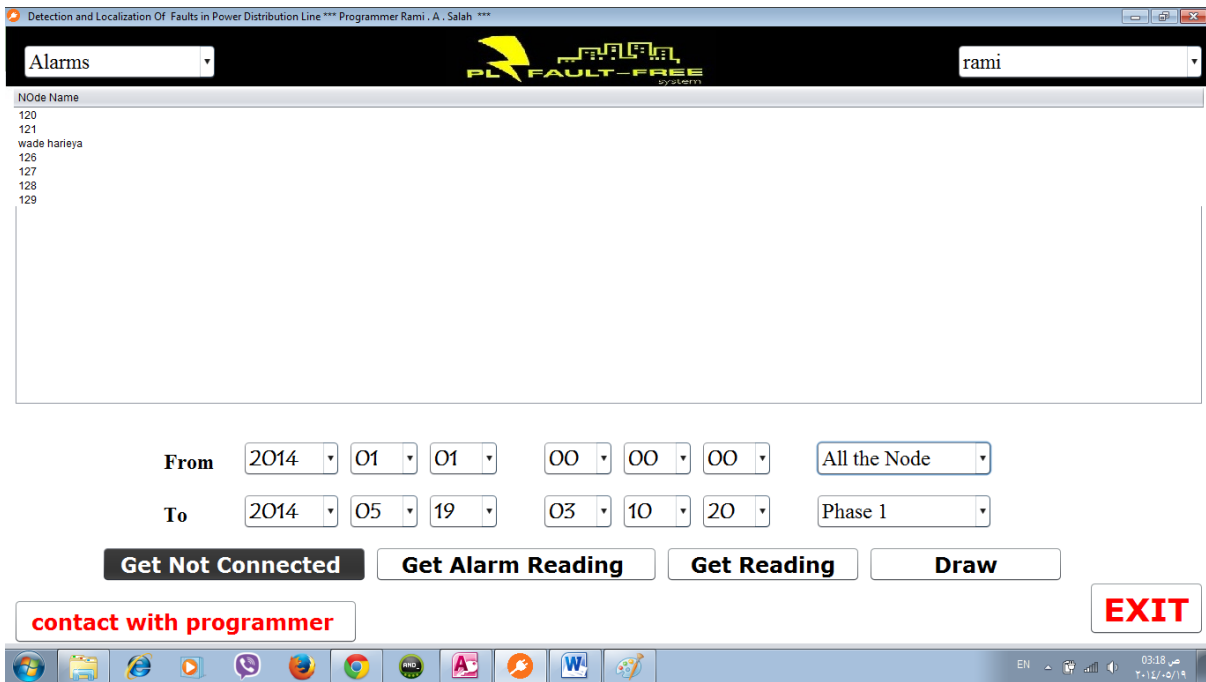 Detection and Localization Of Faults in Power Distribution Line *** Programmer Rami . A . Salah ***
Alarms
PL FAULT-FREE
system
rami
NOde Name
120
121
wade harieya
126
127
128
129
From 2014 01 01 00 00 00 All the Node
To 2014 05 19 03 10 20 Phase 1
Get Not Connected Get Alarm Reading Get Reading Draw
contact with programmer EXIT
AND_
A
W
EN 03:18 ص
٢٠١٤/٠٥/١٩